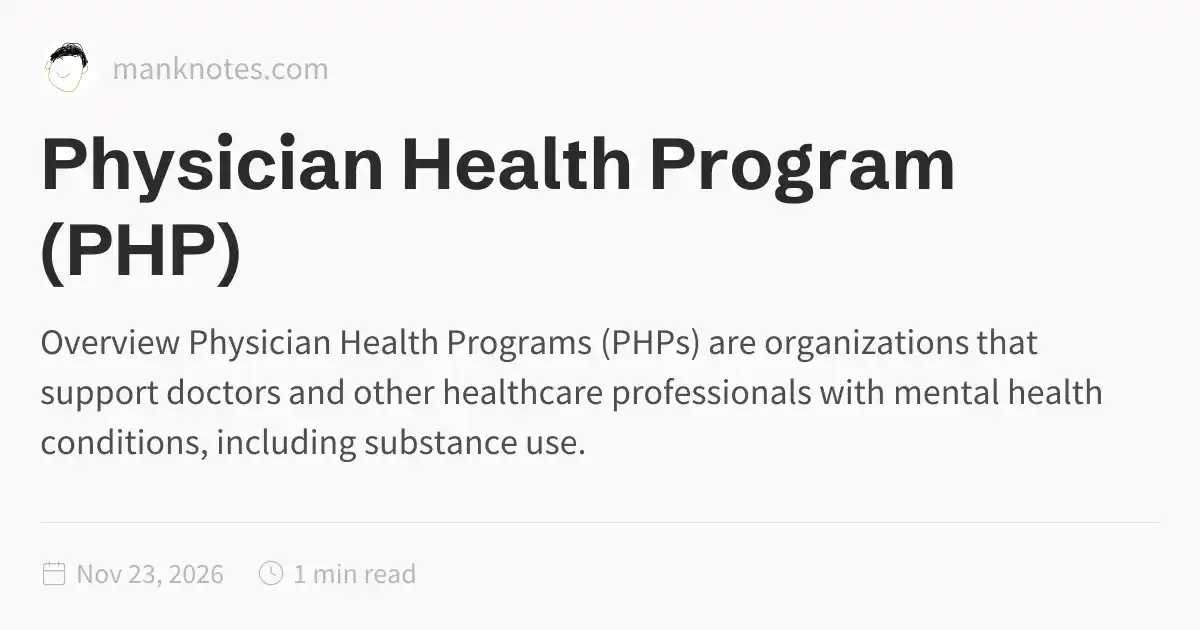 manknotes.com
Physician Health Program
(PHP)
Overview Physician Health Programs (PHPs) are organizations that
support doctors and other healthcare professionals with mental health
conditions, including substance use.
Nov 23, 2026 1 min read